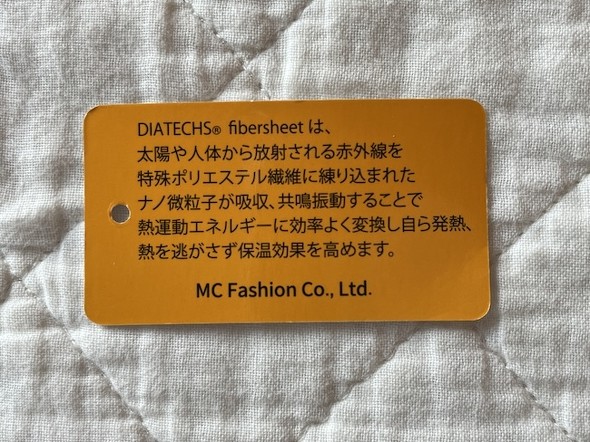 DIATECHS® fibersheet は、
太陽や人体から放射される赤外線を
特殊ポリエステル繊維に練り込まれた
ナノ微粒子が吸収、共鳴振動することで
熱運動エネルギーに効率よく変換し自ら発熱、
熱を逃がさず保温効果を高めます。
MC Fashion Co., Ltd.